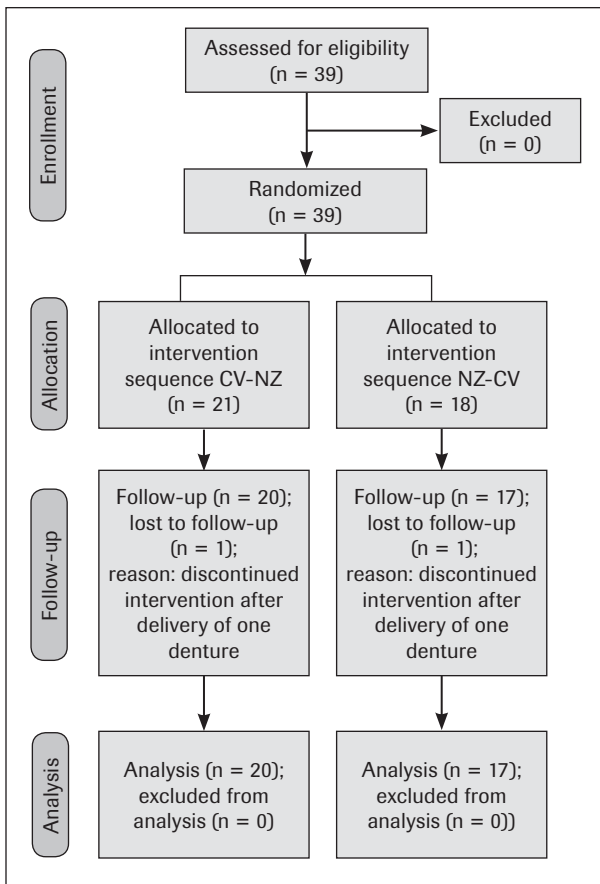 Enrollment
Assessed for eligibility
(n = 39)
Excluded
(n = 0)
Randomized
(n = 39)
Allocation
Allocated to
intervention
sequence CV-NZ
(n = 21)
Allocated to
intervention
sequence NZ-CV
(n = 18)
Follow-up
Follow-up (n = 20);
lost to follow-up
(n = 1);
reason: discontinued
intervention after
delivery of one
denture
Follow-up (n = 17);
lost to follow-up
(n = 1);
reason: discontinued
intervention after
delivery of one
denture
Analysis
Analysis (n = 20);
excluded from
analysis (n = 0)
Analysis (n = 17);
excluded from
analysis (n = 0))